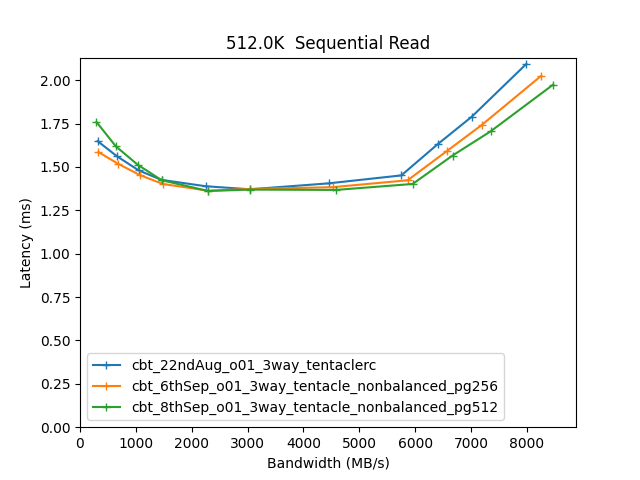 512.0K  Sequential Read
Latency (ms)
2.00
1.75
1.50
1.25
1.00
0.75
0.50
0.25
0.00
cbt_22ndAug_o01_3way_tentaclerc
cbt_6thSep_o01_3way_tentacle_nonbalanced_pg256
cbt_8thSep_o01_3way_tentacle_nonbalanced_pg512
0 1000 2000 3000 4000 5000 6000 7000 8000
Bandwidth (MB/s)